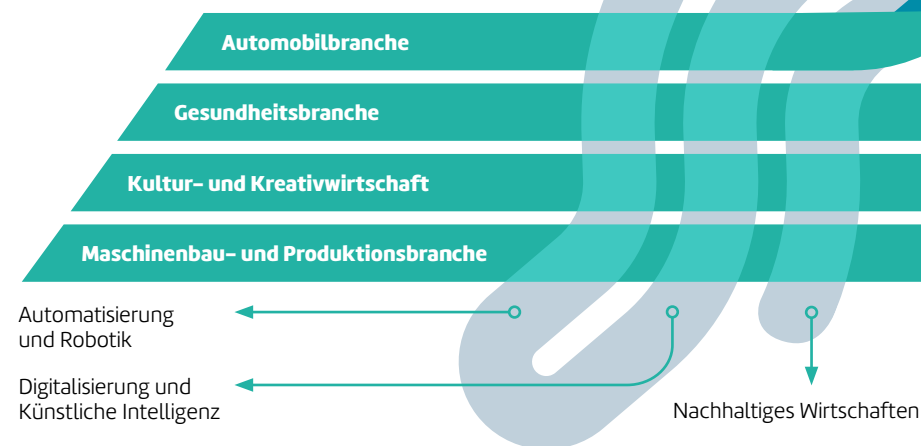 Automobilbranche
Gesundheitsbranche
Kultur- und Kreativwirtschaft
Maschinenbau- und Produktionsbranche
Automatisierung
und Robotik
Digitalisierung und
Künstliche Intelligenz
Nachhaltiges Wirtschaften